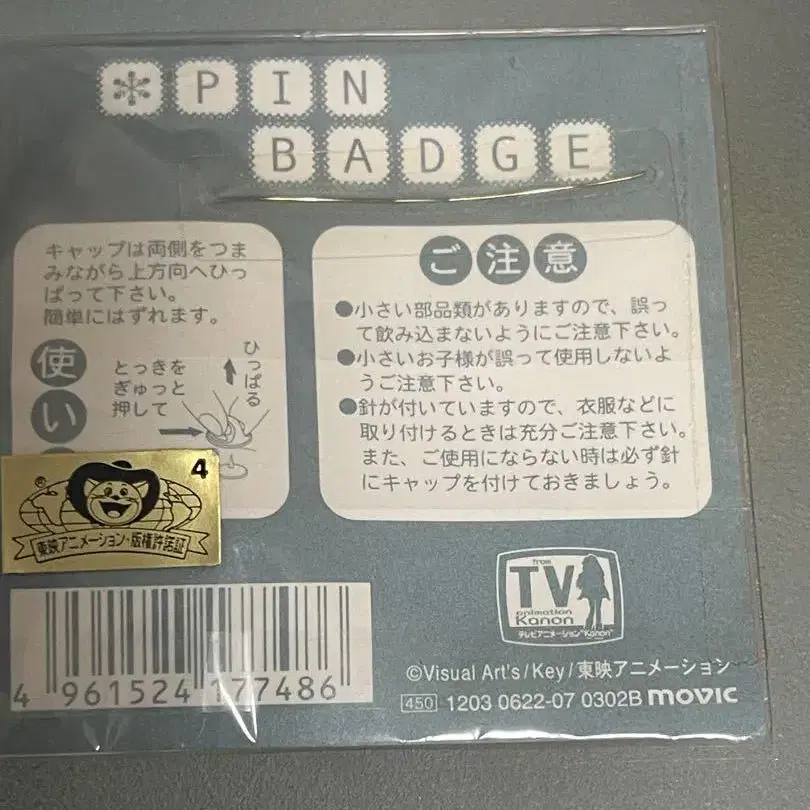 ✻ PIN
BADGE
キャップは両側をつま
みながら上方向へひっ
ぱって下さい。
簡単にはずれます。
使い
とっきを
ぎゅっと
押して
ひっぱる
ご注意
●小さい部品類がありますので、誤っ
て飲み込まないようにご注意下さい。
●小さいお子様が誤って使用しないよ
うご注意下さい。
●針が付いていますので、衣服などに
取り付けるときは充分ご注意下さい。
また、ご使用にならない時は必ず針
にキャップを付けておきましょう。
4
®
東映アニメーション・版権許諾証
4 961524 177486
from
TV
animation
Kanon
テレビアニメーション"Kanon"
©Visual Art's/Key/東映アニメーション
450 1203 0622-07 0302B movic